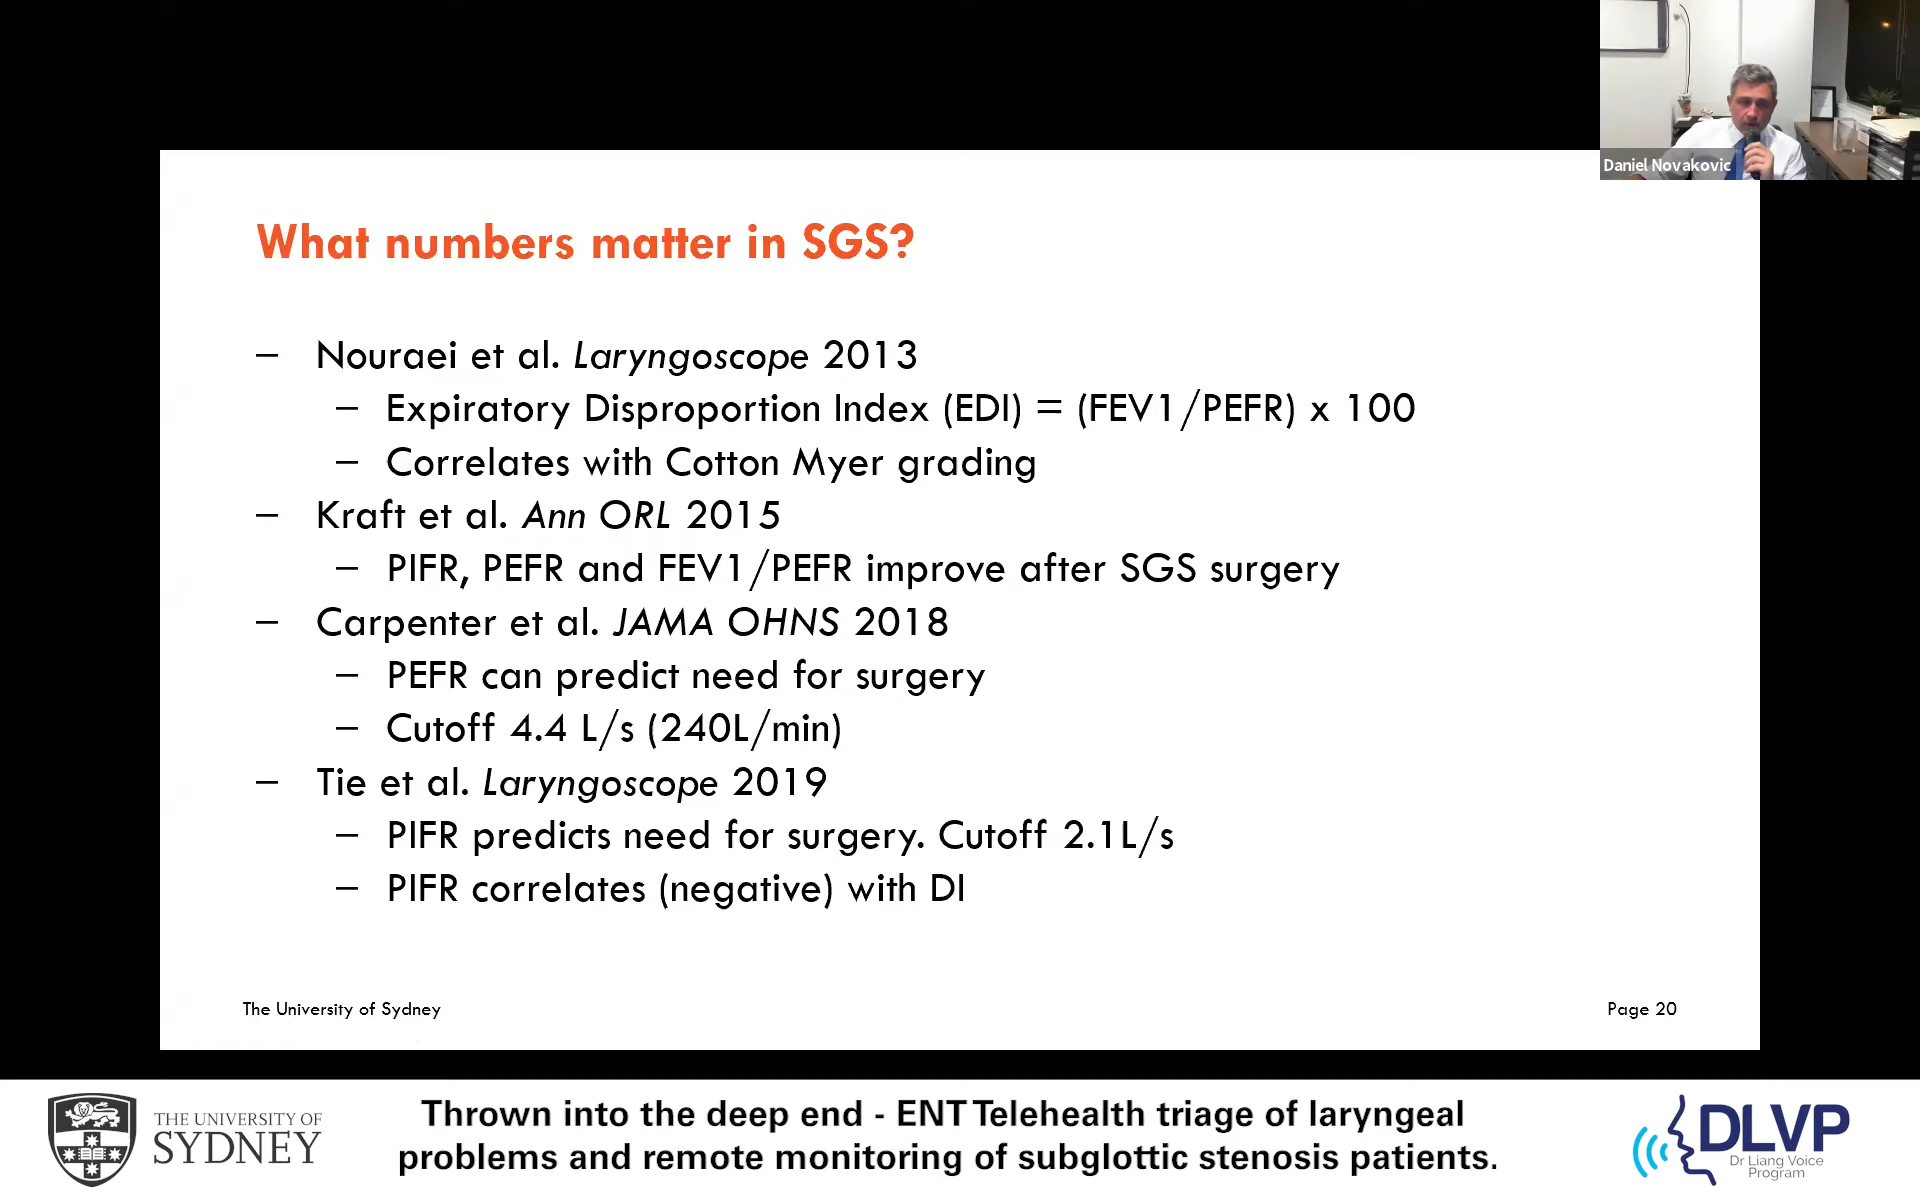 Daniel Novakovic
What numbers matter in SGS?
– Nouraei et al. Laryngoscope 2013
– Expiratory Disproportion Index (EDI) = (FEV1/PEFR) x 100
– Correlates with Cotton Myer grading
– Kraft et al. Ann ORL 2015
– PIFR, PEFR and FEV1/PEFR improve after SGS surgery
– Carpenter et al. JAMA OHNS 2018
– PEFR can predict need for surgery
– Cutoff 4.4 L/s (240L/min)
– Tie et al. Laryngoscope 2019
– PIFR predicts need for surgery. Cutoff 2.1L/s
– PIFR correlates (negative) with DI
The University of Sydney
Page 20
THE UNIVERSITY OF
SYDNEY
Thrown into the deep end - ENT Telehealth triage of laryngeal
problems and remote monitoring of subglottic stenosis patients.
DLVP
Dr Liang Voice
Program